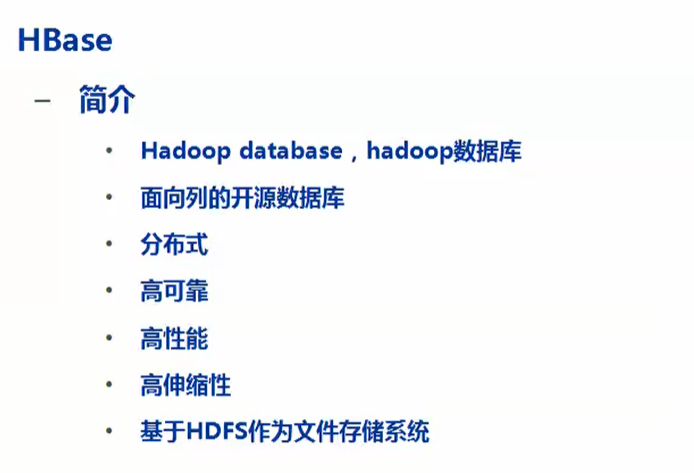 HBase
– 简介
• Hadoop database，hadoop数据库
• 面向列的开源数据库
• 分布式
• 高可靠
• 高性能
• 高伸缩性
• 基于HDFS作为文件存储系统